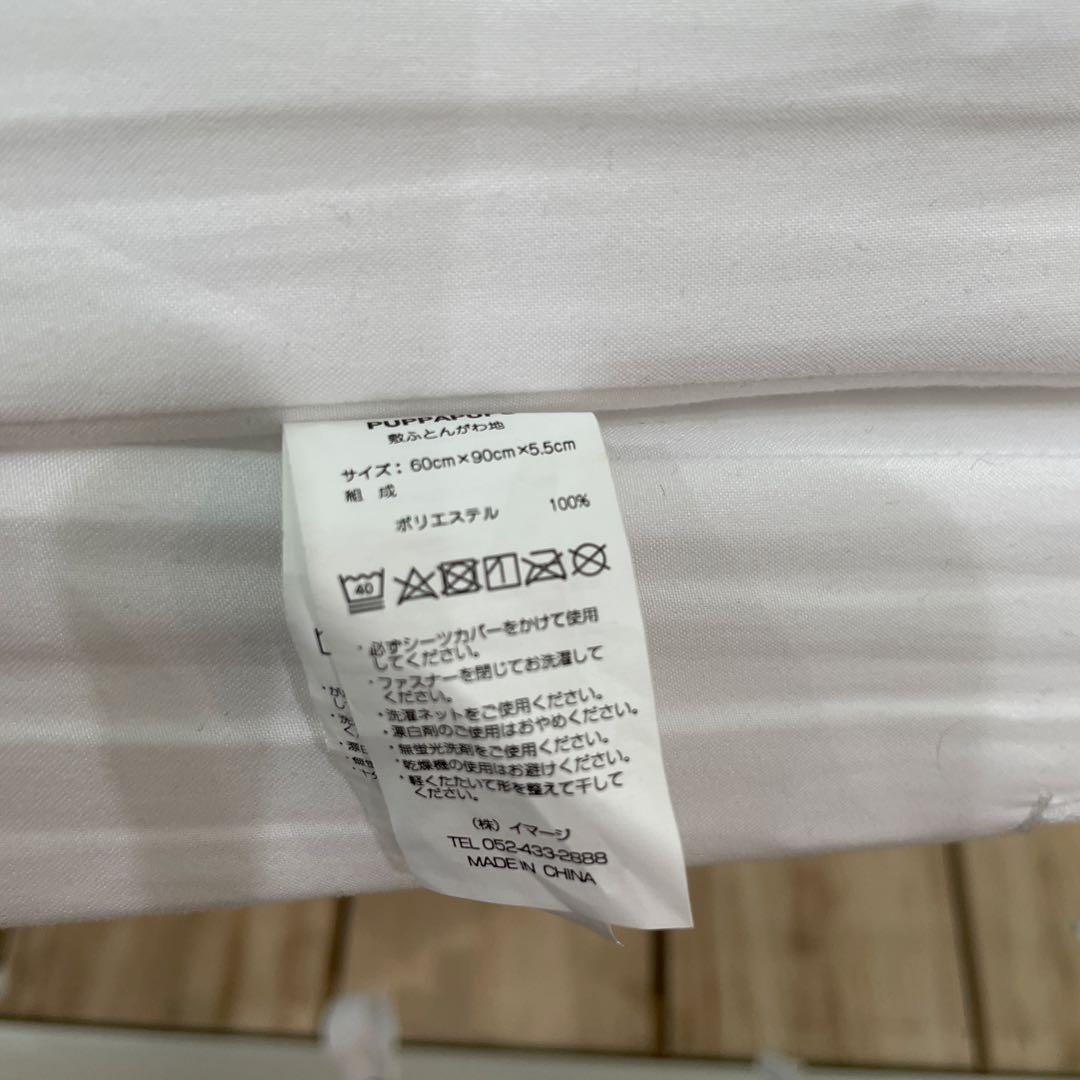 PUPPAPUPO
敷ふとんがわ地
サイズ: 60cm×90cm×5.5cm
組 成
ポリエステル 100%
40
・必ずシーツカバーをかけて使用
してください。
・ファスナーを閉じてお洗濯して
ください。
・洗濯ネットをご使用ください。
・漂白剤のご使用はおやめください。
・無蛍光洗剤をご使用ください。
・乾燥機の使用はお避けください。
・軽くたたいて形を整えて干して
ください。
(株) イマージ
TEL 052-433-2888
MADE IN CHINA